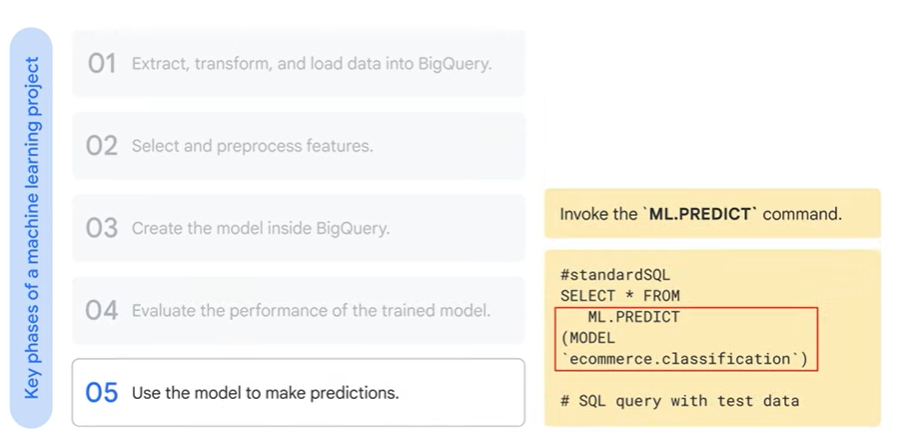 Key phases of a machine learning project
01 Extract, transform, and load data into BigQuery.
02 Select and preprocess features.
03 Create the model inside BigQuery.
04 Evaluate the performance of the trained model.
05 Use the model to make predictions.
Invoke the `ML.PREDICT` command.
#standardSQL
SELECT * FROM
ML.PREDICT
(MODEL
`ecommerce.classification`)
# SQL query with test data